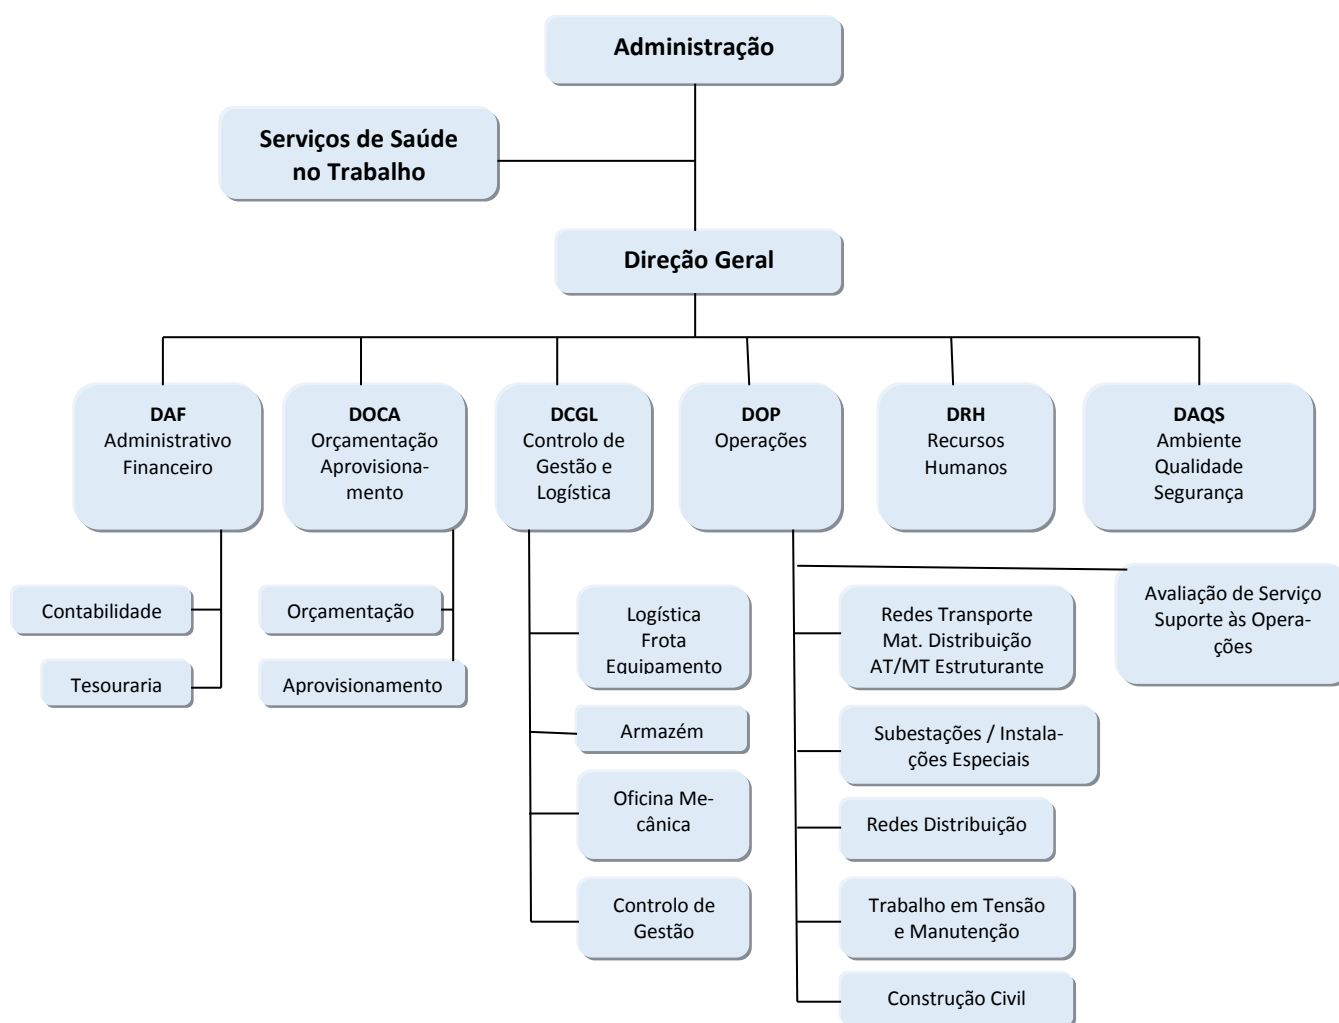 Administração
Serviços de Saúde
no Trabalho
Direção Geral
DAF
Administrativo
Financeiro
DOCA
Orçamentação
Aprovisiona-
mento
DCGL
Controlo de
Gestão e
Logística
DOP
Operações
DRH
Recursos
Humanos
DAQS
Ambiente
Qualidade
Segurança
Contabilidade
Tesouraria
Orçamentação
Aprovisionamento
Logística
Frota
Equipamento
Armazém
Oficina Me-
cânica
Controlo de
Gestão
Redes Transporte
Mat. Distribuição
AT/MT Estruturante
Subestações / Instala-
ções Especiais
Redes Distribuição
Trabalho em Tensão
e Manutenção
Construção Civil
Avaliação de Serviço
Suporte às Opera-
ções